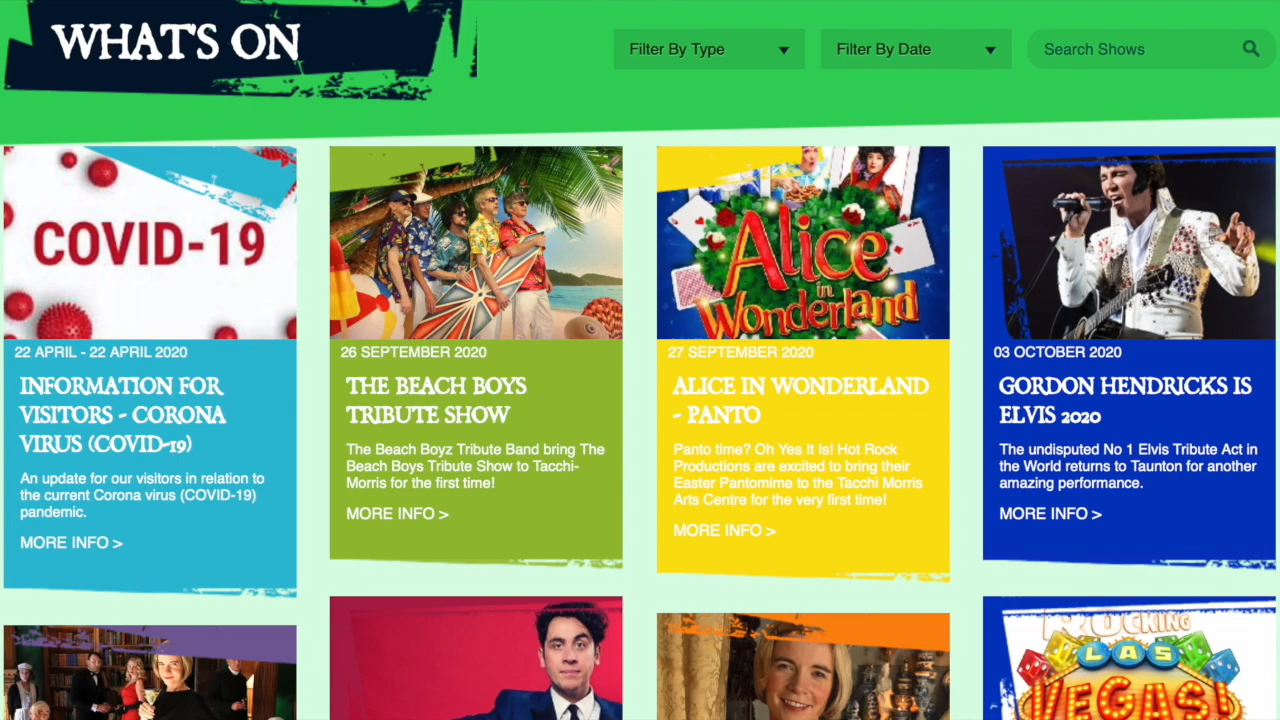 WHAT'S ON
Filter By Type
Filter By Date
Search Shows
COVID-19
22 APRIL - 22 APRIL 2020
INFORMATION FOR
VISITORS - CORONA
VIRUS (COVID-19)
An update for our visitors in relation to
the current Corona virus (COVID-19)
pandemic.
MORE INFO >
26 SEPTEMBER 2020
THE BEACH BOYS
TRIBUTE SHOW
The Beach Boyz Tribute Band bring The
Beach Boys Tribute Show to Tacchi-
Morris for the first time!
MORE INFO >
Alice
in
Wonderland
27 SEPTEMBER 2020
ALICE IN WONDERLAND
- PANTO
Panto time? Oh Yes It Is! Hot Rock
Productions are excited to bring their
Easter Pantomime to the Tacchi Morris
Arts Centre for the very first time!
MORE INFO >
03 OCTOBER 2020
GORDON HENDRICKS IS
ELVIS 2020
The undisputed No 1 Elvis Tribute Act in
the World returns to Taunton for another
amazing performance.
MORE INFO >
ROCKING
LAS
VEGAS!